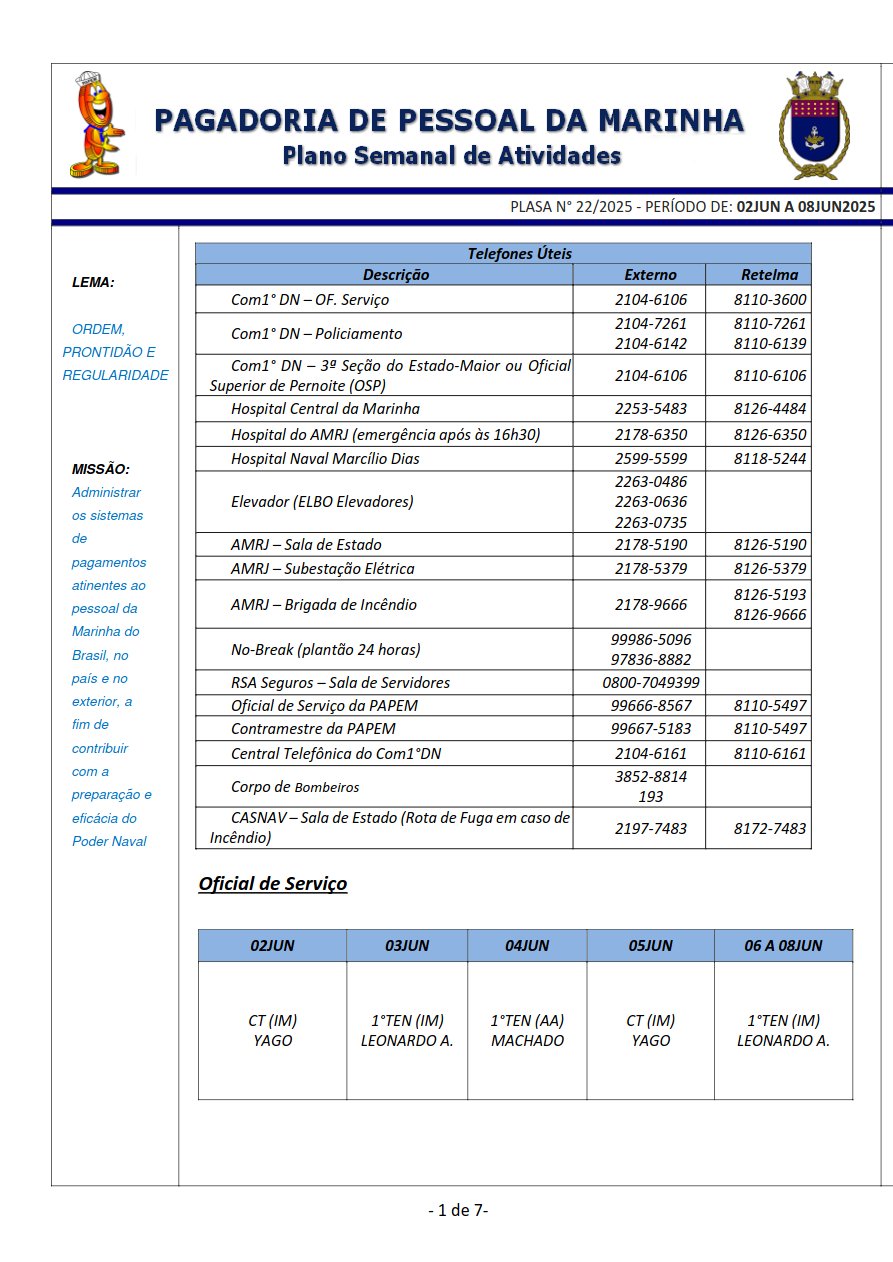 PAGADORIA DE PESSOAL DA MARINHA
Plano Semanal de Atividades
PLASA N° 22/2025 - PERÍODO DE: 02JUN A 08JUN2025
LEMA:
ORDEM,
PRONTIDÃO E
REGULARIDADE
MISSÃO:
Administrar
os sistemas
de
pagamentos
atinentes ao
pessoal da
Marinha do
Brasil, no
país e no
exterior, a
fim de
contribuir
com a
preparação e
eficácia do
Poder Naval
Telefones Úteis
Descrição Externo Retelma
Com1° DN – OF. Serviço 2104-6106 8110-3600
Com1° DN – Policiamento 2104-7261 8110-7261
2104-6142 8110-6139
Com1° DN – 3ª Seção do Estado-Maior ou Oficial
Superior de Pernoite (OSP) 2104-6106 8110-6106
Hospital Central da Marinha 2253-5483 8126-4484
Hospital do AMRJ (emergência após às 16h30) 2178-6350 8126-6350
Hospital Naval Marcílio Dias 2599-5599 8118-5244
Elevador (ELBO Elevadores) 2263-0486
2263-0636
2263-0735
AMRJ – Sala de Estado 2178-5190 8126-5190
AMRJ – Subestação Elétrica 2178-5379 8126-5379
AMRJ – Brigada de Incêndio 2178-9666 8126-5193
8126-9666
No-Break (plantão 24 horas) 99986-5096
97836-8882
RSA Seguros – Sala de Servidores 0800-7049399
Oficial de Serviço da PAPEM 99666-8567 8110-5497
Contramestre da PAPEM 99667-5183 8110-5497
Central Telefônica do Com1°DN 2104-6161 8110-6161
Corpo de Bombeiros 3852-8814
193
CASNAV – Sala de Estado (Rota de Fuga em caso de
Incêndio) 2197-7483 8172-7483
Oficial de Serviço
02JUN 03JUN 04JUN 05JUN 06 A 08JUN
CT (IM) 1°TEN (IM) 1°TEN (AA) CT (IM) 1°TEN (IM)
YAGO LEONARDO A. MACHADO YAGO LEONARDO A.
- 1 de 7-